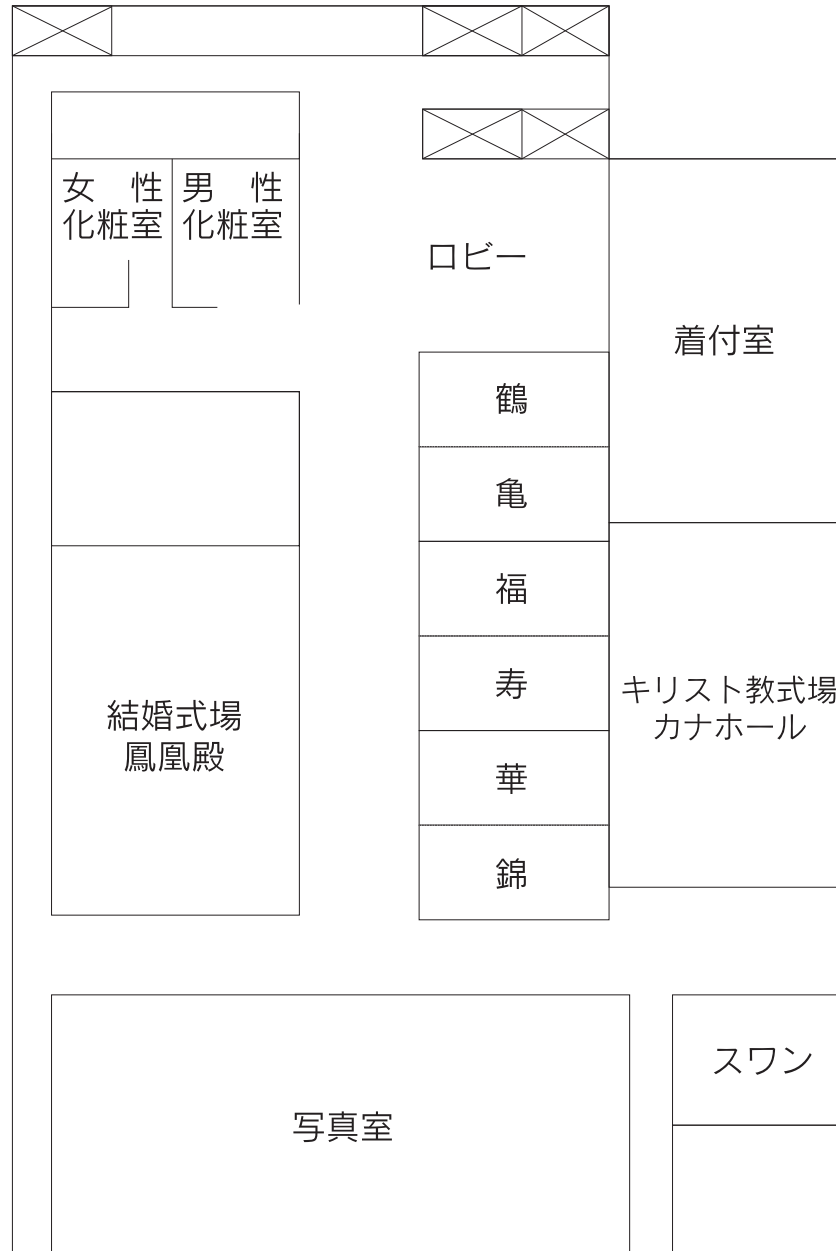 女　性
化粧室
男　性
化粧室
ロビー
着付室
鶴
亀
福
寿
華
錦
結婚式場
鳳凰殿
キリスト教式場
カナホール
スワン
写真室